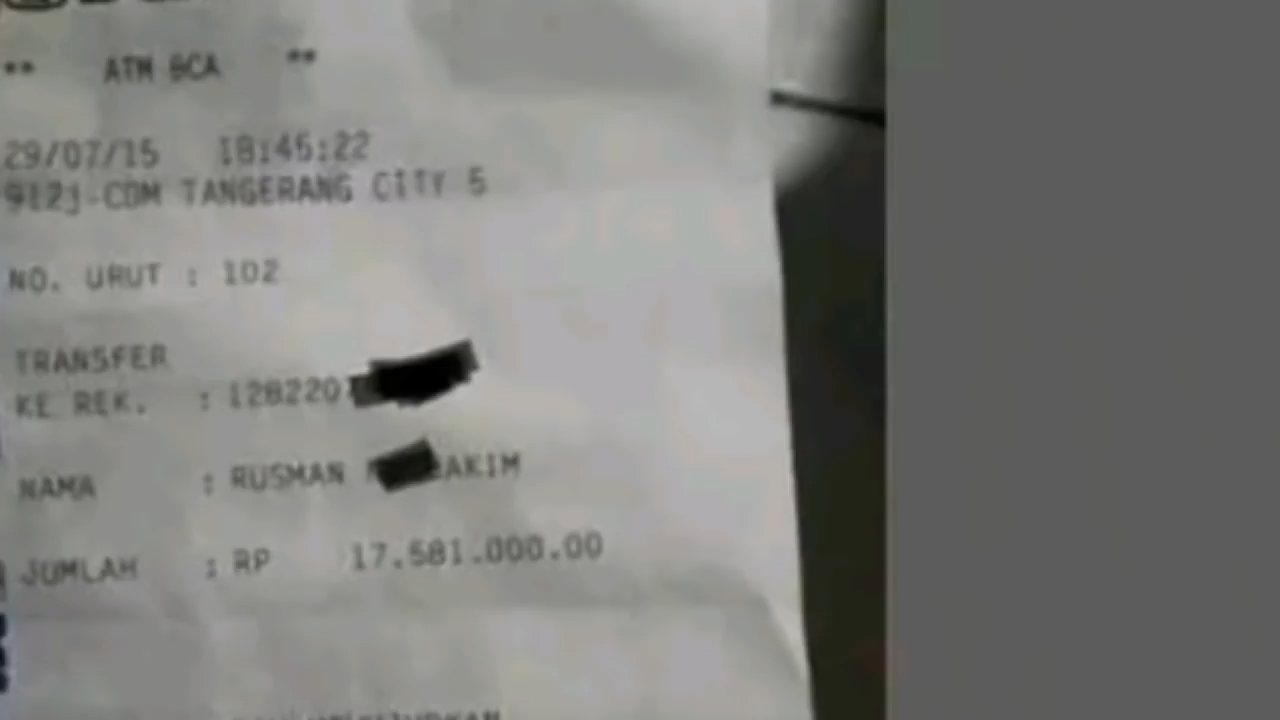 ** ATM BCA **
29/07/15 18:45:22
912j-CDM TANGERANG CITY 5
NO. URUT : 102
TRANSFER
KE REK. : 128220
NAMA : RUSMAN AKIM
JUMLAH : RP 17.581.000.00